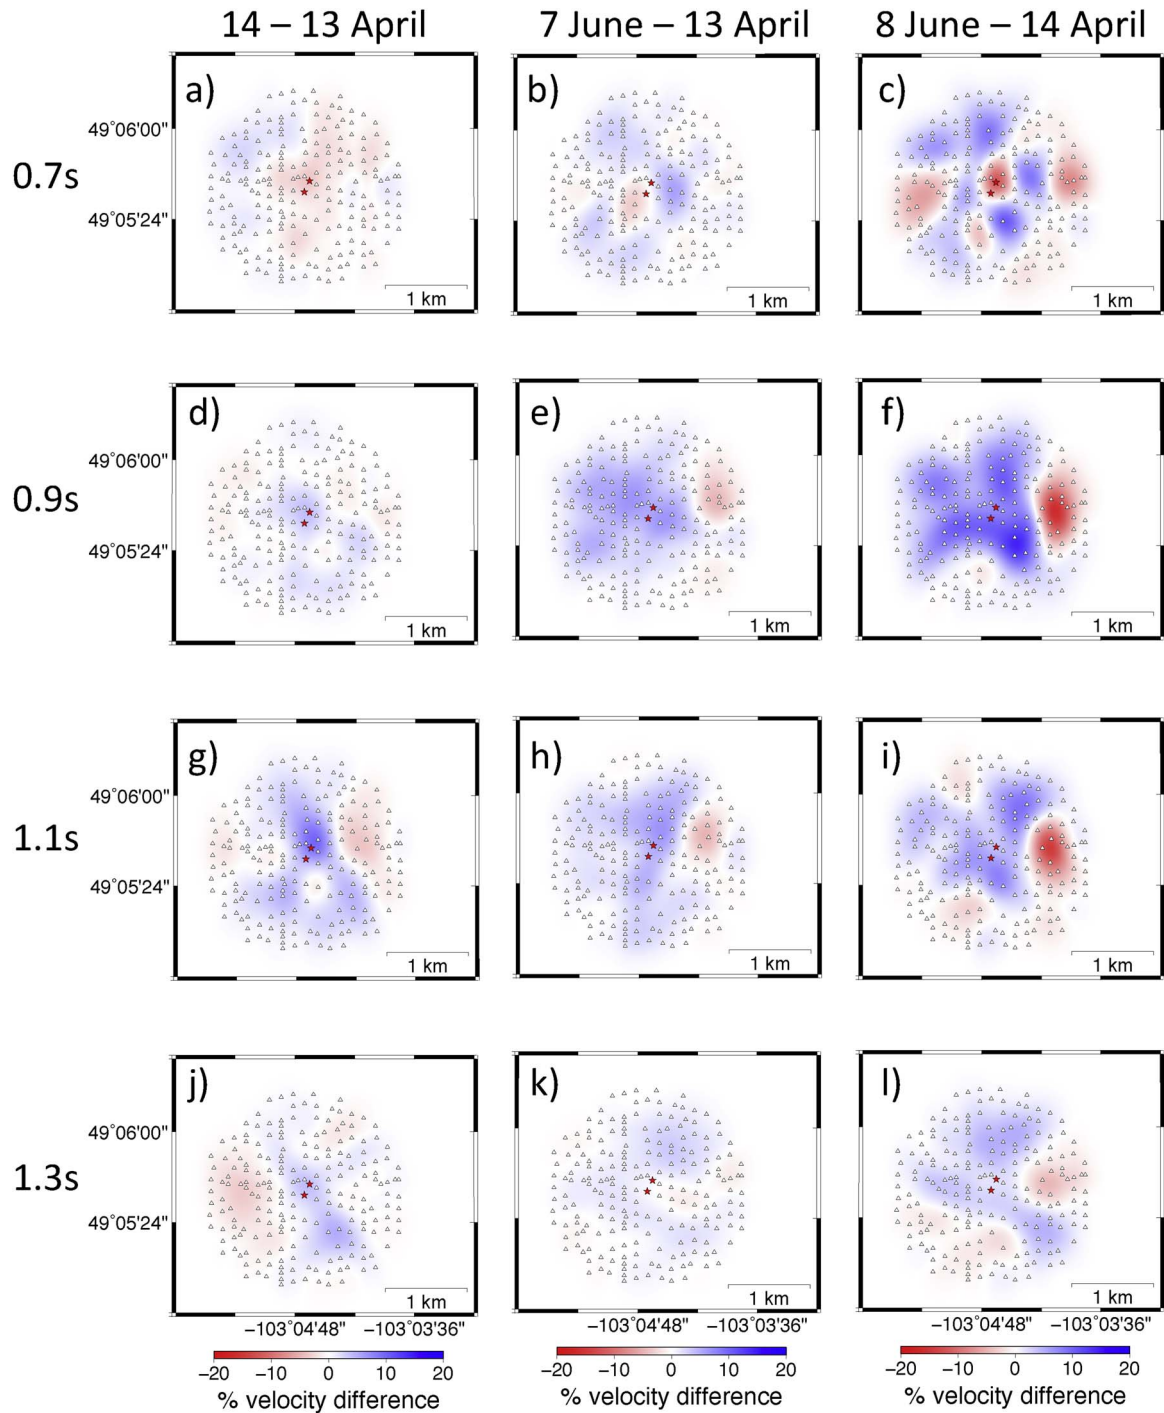 14 – 13 April
7 June – 13 April
8 June – 14 April
0.7s
a)
b)
c)
49°06'00"
49°05'24"
1 km
1 km
1 km
0.9s
d)
e)
f)
49°06'00"
49°05'24"
1 km
1 km
1 km
1.1s
g)
h)
i)
49°06'00"
49°05'24"
1 km
1 km
1 km
1.3s
j)
k)
l)
49°06'00"
49°05'24"
1 km
1 km
1 km
−103°04'48" −103°03'36"
−103°04'48" −103°03'36"
−103°04'48" −103°03'36"
−20 −10 0 10 20
−20 −10 0 10 20
−20 −10 0 10 20
% velocity difference
% velocity difference
% velocity difference